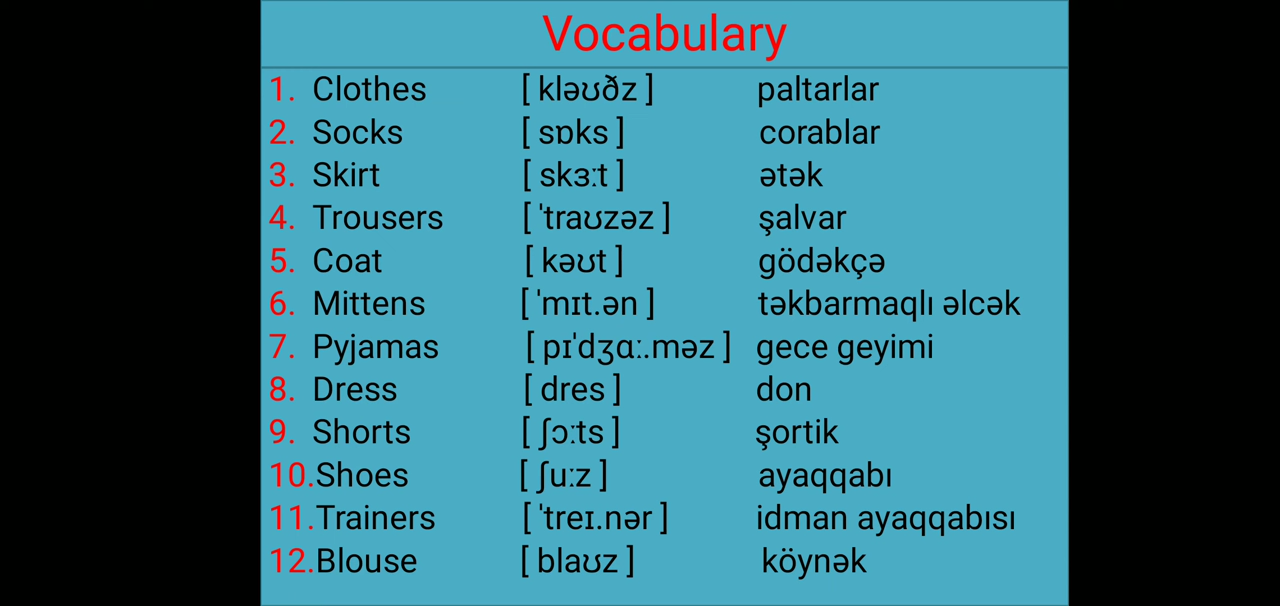 Vocabulary
1. Clothes [ kləʊðz ] paltarlar
2. Socks [ sɒks ] corablar
3. Skirt [ skɜːt ] ətək
4. Trousers [ ˈtraʊzəz ] şalvar
5. Coat [ kəʊt ] gödəkçə
6. Mittens [ ˈmɪt.ən ] təkbarmaqlı əlcək
7. Pyjamas [ pɪˈdʒɑː.məz ] gece geyimi
8. Dress [ dres ] don
9. Shorts [ ʃɔːts ] şortik
10.Shoes [ ʃuːz ] ayaqqabı
11.Trainers [ ˈtreɪ.nər ] idman ayaqqabısı
12.Blouse [ blaʊz ] köynək